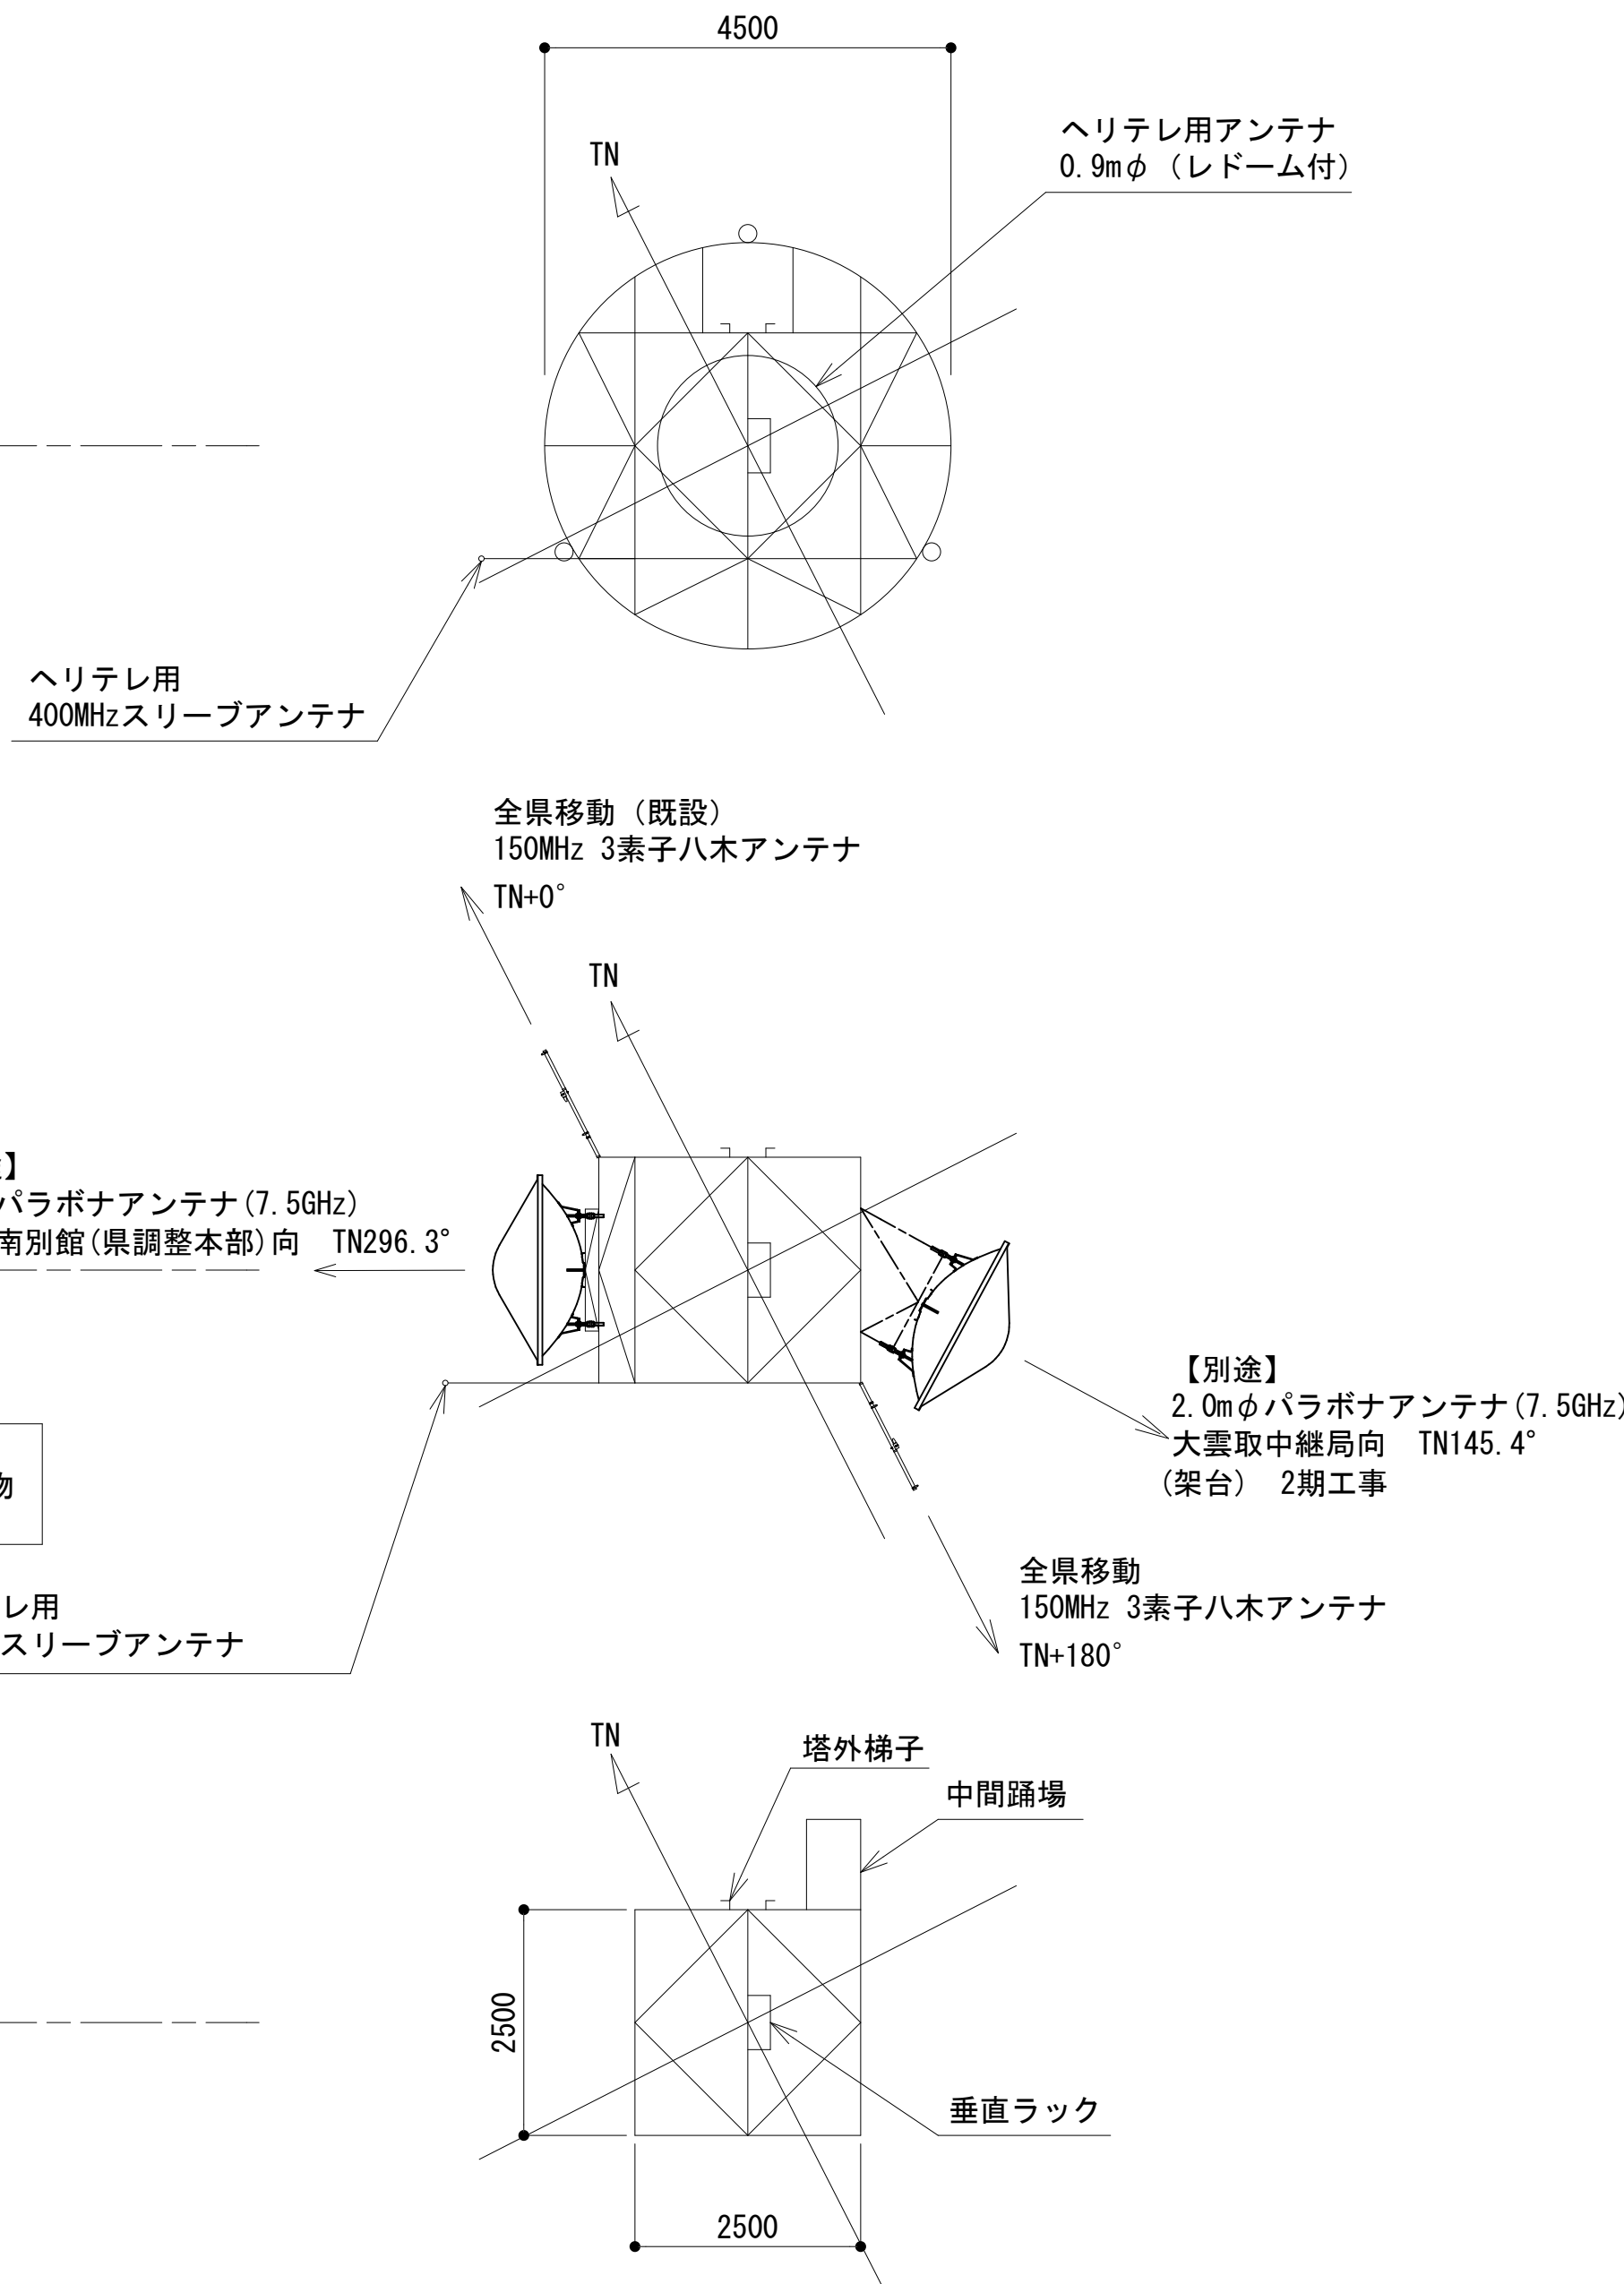 4500
TN
ヘリテレ用アンテナ
0.9mφ (レドーム付)
ヘリテレ用
400MHzスリーブアンテナ
全県移動 (既設)
150MHz 3素子八木アンテナ
TN+0°
TN
】
パラボナアンテナ(7.5GHz)
南別館(県調整本部)向 TN296.3°
【別途】
2.0mφパラボナアンテナ(7.5GHz)
大雲取中継局向 TN145.4°
(架台) 2期工事
物
レ用
スリーブアンテナ
全県移動
150MHz 3素子八木アンテナ
TN+180°
TN
塔外梯子
中間踊場
2500
垂直ラック
2500